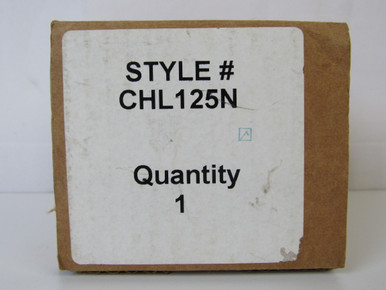 STYLE #
CHL125N
Quantity
1